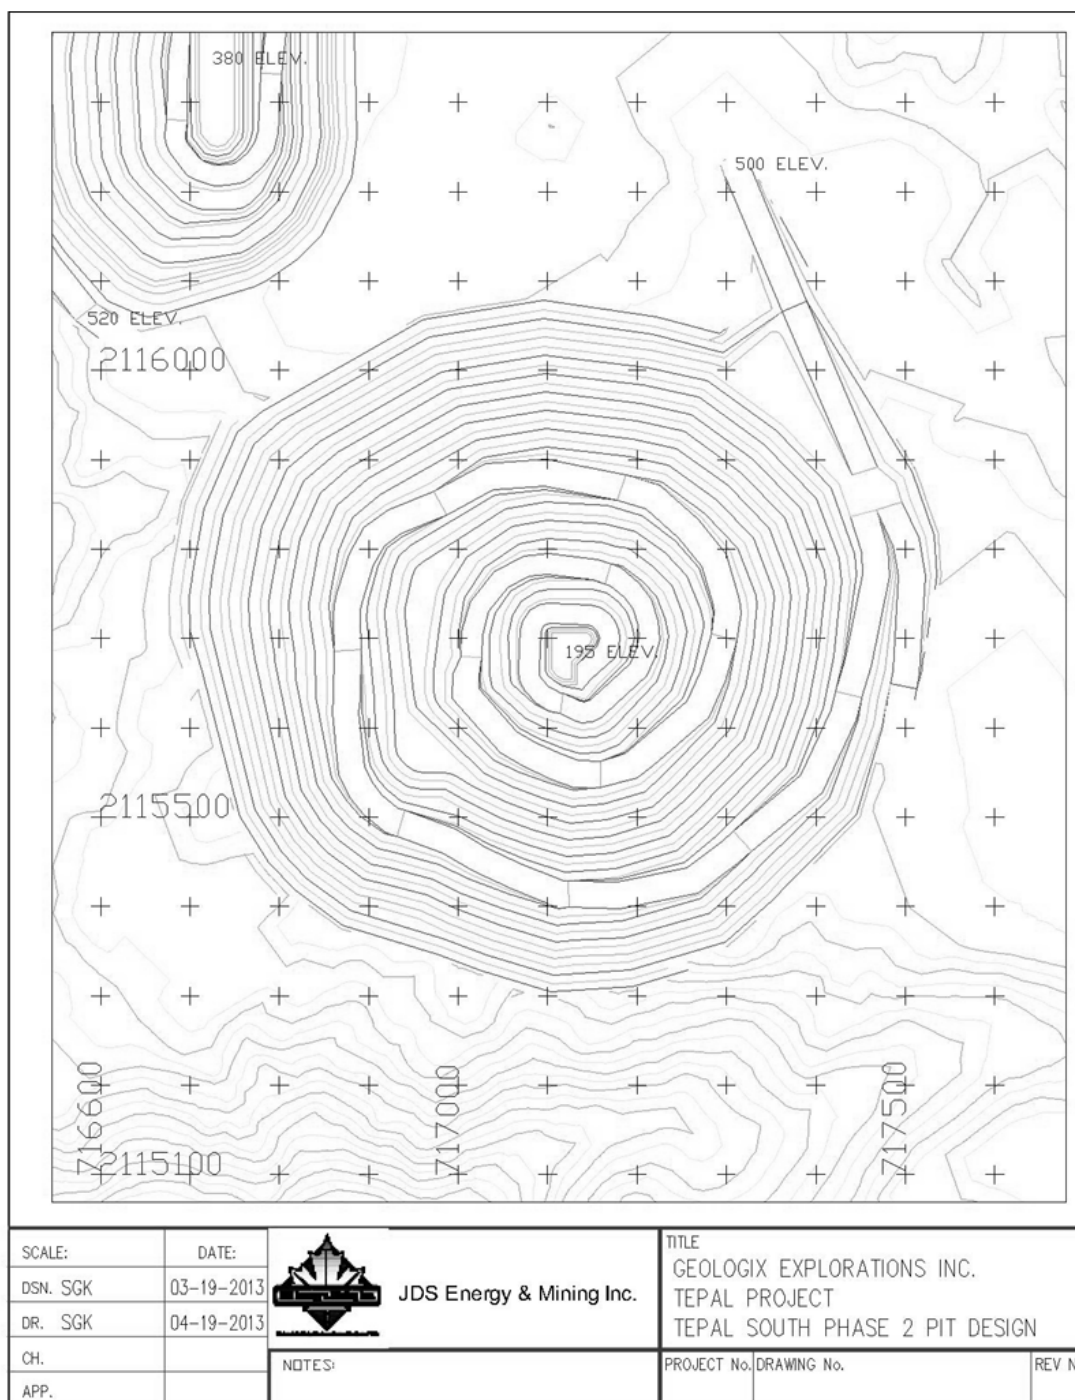 380 ELEV.
500 ELEV.
520 ELEV.
2116000
195 ELEV.
2115500
716600
717000
717500
2115100
SCALE:
DATE:
DSN. SGK
03-19-2013
DR. SGK
04-19-2013
CH.
APP.
JDS Energy & Mining Inc.
NOTES:
TITLE
GEOLOGIX EXPLORATIONS INC.
TEPAL PROJECT
TEPAL SOUTH PHASE 2 PIT DESIGN
PROJECT No.
DRAWING No.
REV N